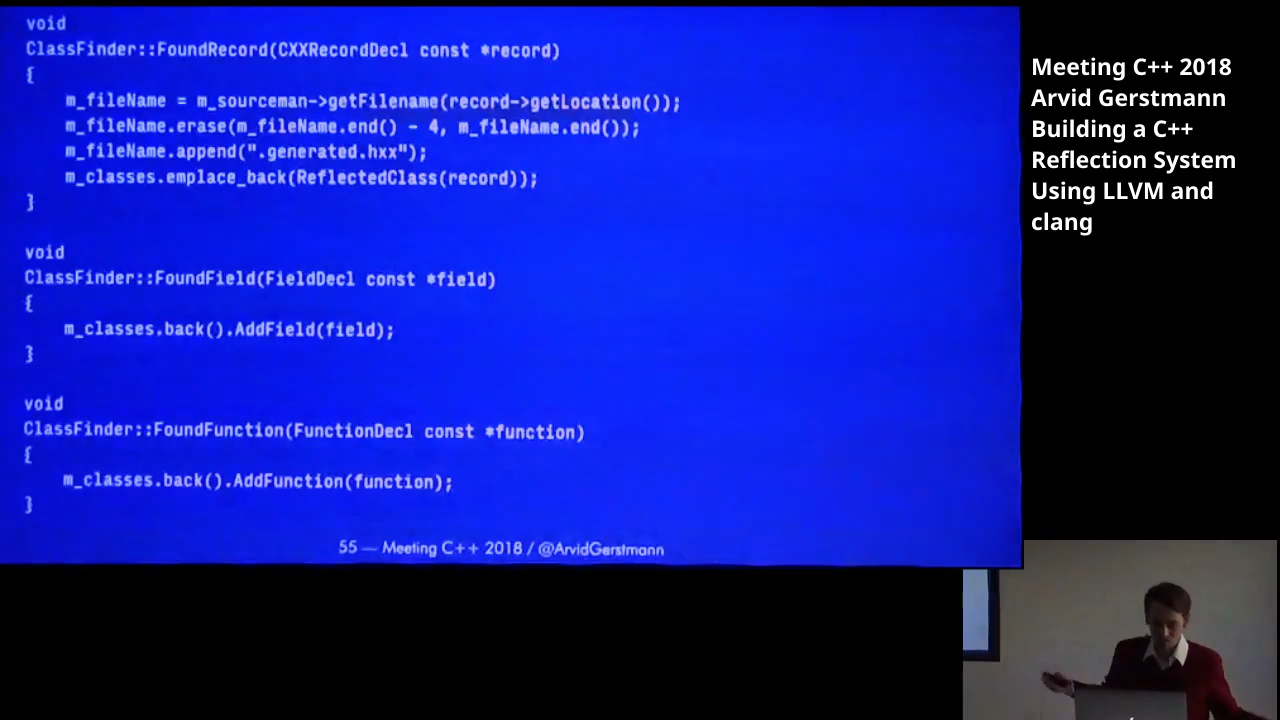 void
ClassFinder::FoundRecord(CXXRecordDecl const *record)
{
    m_fileName = m_sourceman->getFilename(record->getLocation());
    m_fileName.erase(m_fileName.end() - 4, m_fileName.end());
    m_fileName.append(".generated.hxx");
    m_classes.emplace_back(ReflectedClass(record));
}
void
ClassFinder::FoundField(FieldDecl const *field)
{
    m_classes.back().AddField(field);
}
void
ClassFinder::FoundFunction(FunctionDecl const *function)
{
    m_classes.back().AddFunction(function);
}
55 — Meeting C++ 2018 / @ArvidGerstmann
Meeting C++ 2018
Arvid Gerstmann
Building a C++
Reflection System
Using LLVM and
clang